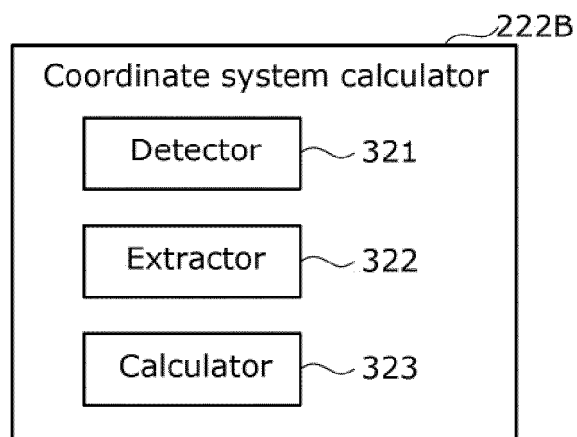 222B
Coordinate system calculator
Detector 321
Extractor 322
Calculator 323